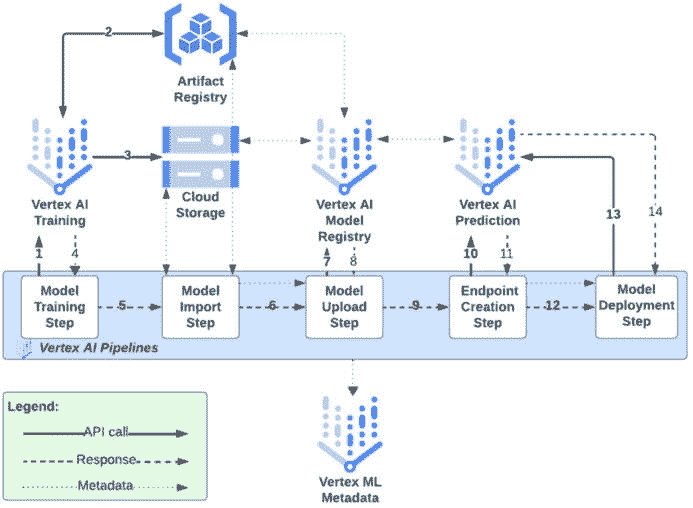 2
Artifact
Registry
3
Vertex AI
Training
Cloud
Storage
Vertex AI
Model
Registry
Vertex AI
Prediction
13
14
1
4
7
8
10
11
Model
Training
Step
5
Model
Import
Step
6
Model
Upload
Step
9
Endpoint
Creation
Step
12
Model
Deployment
Step
Vertex AI Pipelines
Legend:
API call
Response
Metadata
Vertex ML
Metadata